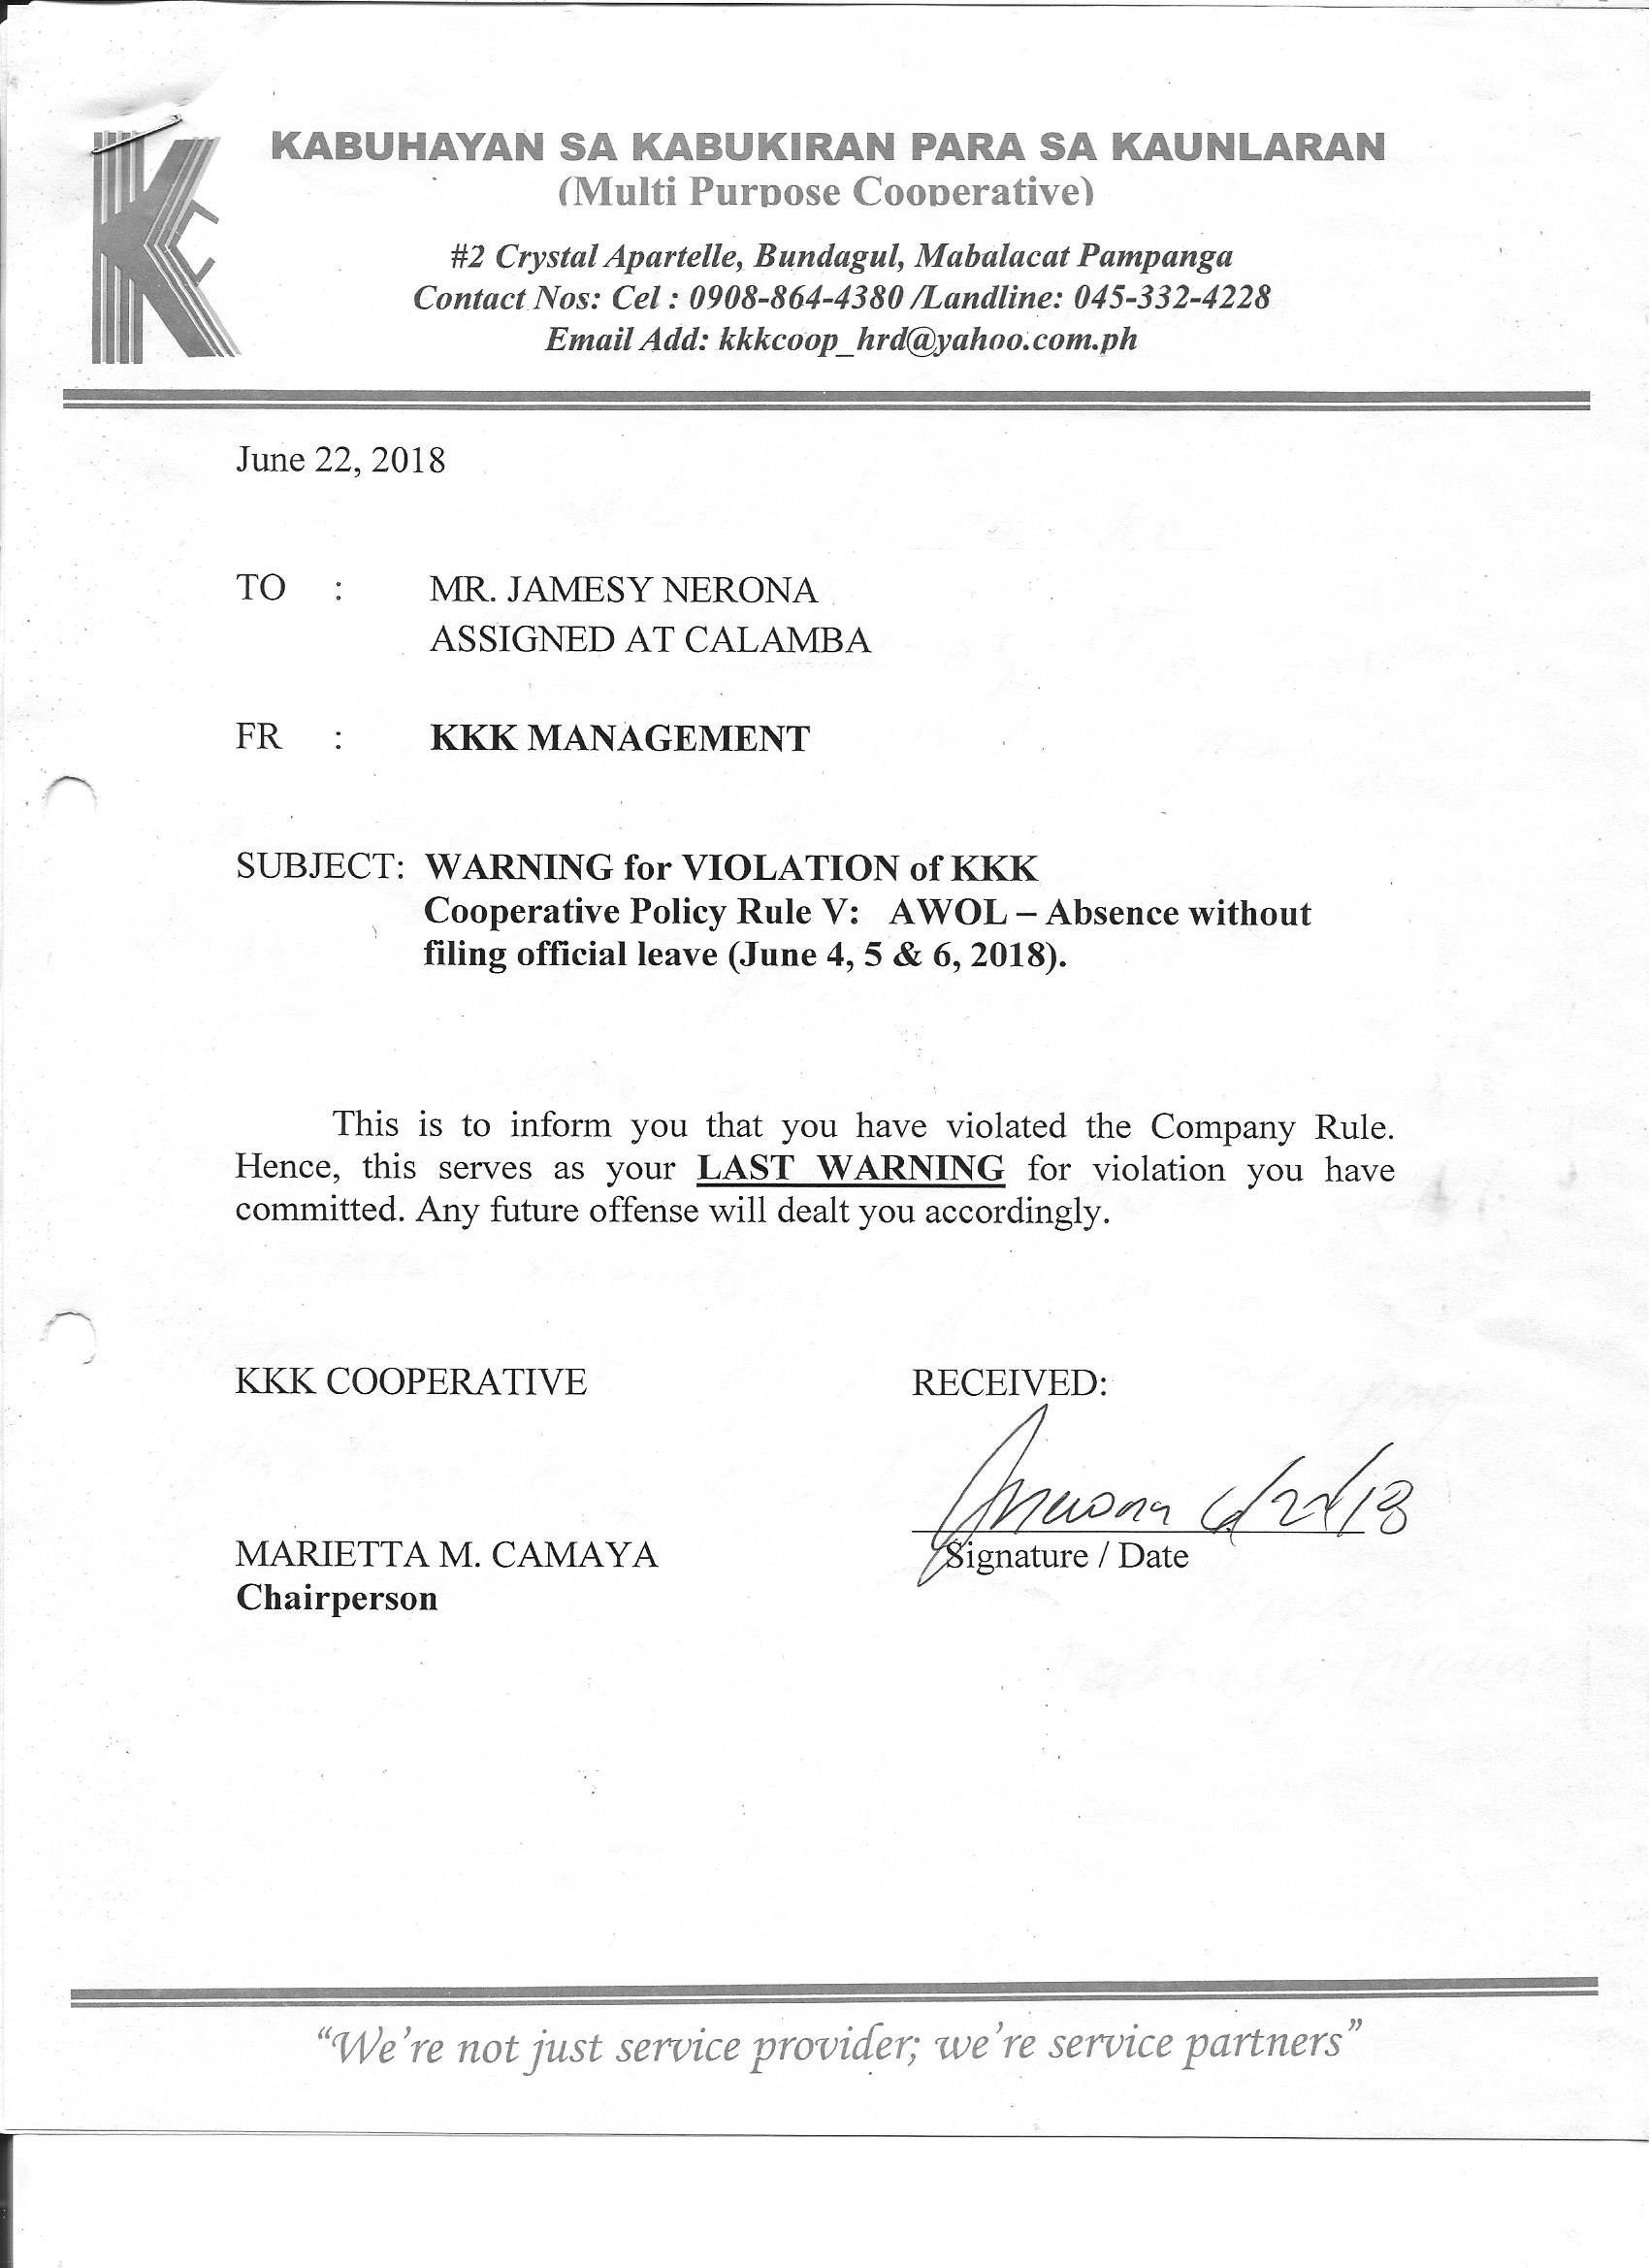 KABUHAYAN SA KABUKIRAN PARA SA KAUNLARAN
(Multi Purpose Cooperative)
#2 Crystal Apartelle, Bundagul, Mabalacat Pampanga
Contact Nos: Cel : 0908-864-4380 /Landline: 045-332-4228
Email Add: kkkcoop_hrd@yahoo.com.ph
June 22, 2018
TO : MR. JAMESY NERONA
ASSIGNED AT CALAMBA
FR : KKK MANAGEMENT
SUBJECT: WARNING for VIOLATION of KKK
Cooperative Policy Rule V: AWOL – Absence without
filing official leave (June 4, 5 & 6, 2018).
This is to inform you that you have violated the Company Rule.
Hence, this serves as your LAST WARNING for violation you have
committed. Any future offense will dealt you accordingly.
KKK COOPERATIVE RECEIVED:
Jnerona 6/22/18
MARIETTA M. CAMAYA Signature / Date
Chairperson
“We’re not just service provider; we’re service partners”